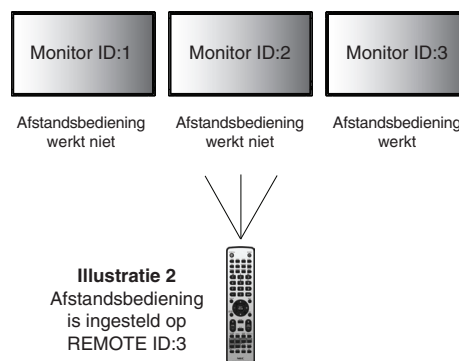 Monitor ID:1
Monitor ID:2
Monitor ID:3
Afstandsbediening
werkt niet
Afstandsbediening
werkt niet
Afstandsbediening
werkt
Illustratie 2
Afstandsbediening
is ingesteld op
REMOTE ID:3